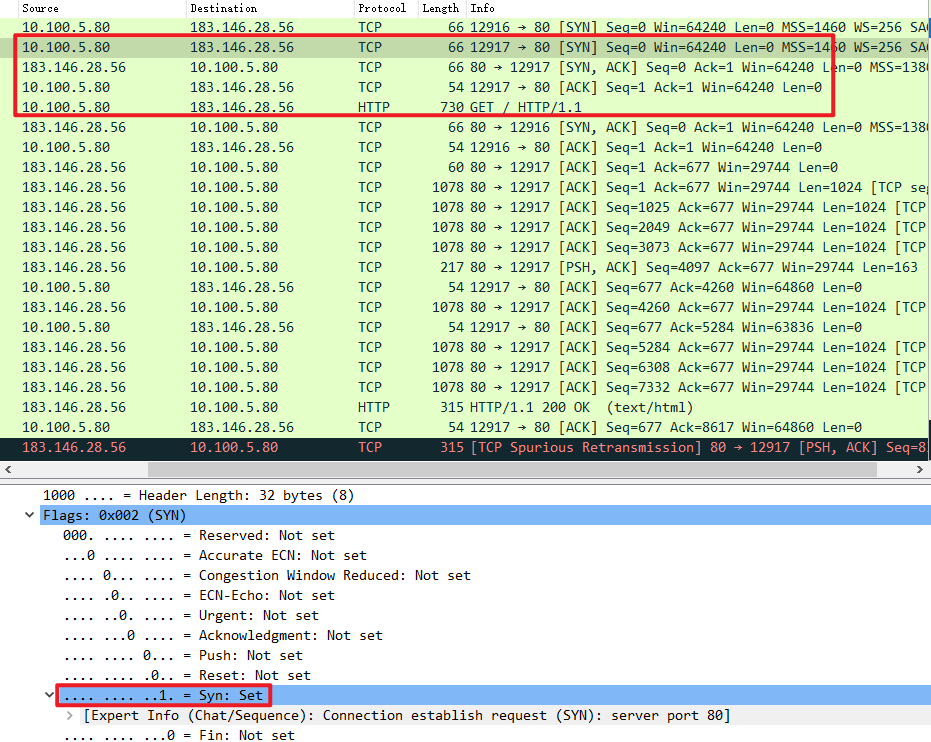 Source Destination Protocol Length Info
10.100.5.80 183.146.28.56 TCP 66 12916 → 80 [SYN] Seq=0 Win=64240 Len=0 MSS=1460 WS=256
10.100.5.80 183.146.28.56 TCP 66 12917 → 80 [SYN] Seq=0 Win=64240 Len=0 MSS=1460 WS=256
183.146.28.56 10.100.5.80 TCP 66 80 → 12917 [SYN, ACK] Seq=0 Ack=1 Win=64240 Len=0 MSS=1380
10.100.5.80 183.146.28.56 TCP 54 12917 → 80 [ACK] Seq=1 Ack=1 Win=64240 Len=0
10.100.5.80 183.146.28.56 HTTP 730 GET / HTTP/1.1
183.146.28.56 10.100.5.80 TCP 66 80 → 12916 [SYN, ACK] Seq=0 Ack=1 Win=64240 Len=0 MSS=1380
10.100.5.80 183.146.28.56 TCP 54 12916 → 80 [ACK] Seq=1 Ack=1 Win=64240 Len=0
183.146.28.56 10.100.5.80 TCP 60 80 → 12917 [ACK] Seq=1 Ack=677 Win=29744 Len=0
183.146.28.56 10.100.5.80 TCP 1078 80 → 12917 [ACK] Seq=1 Ack=677 Win=29744 Len=1024 [TCP
183.146.28.56 10.100.5.80 TCP 1078 80 → 12917 [ACK] Seq=1025 Ack=677 Win=29744 Len=1024 [TCP
183.146.28.56 10.100.5.80 TCP 1078 80 → 12917 [ACK] Seq=2049 Ack=677 Win=29744 Len=1024 [TCP
183.146.28.56 10.100.5.80 TCP 1078 80 → 12917 [ACK] Seq=3073 Ack=677 Win=29744 Len=1024 [TCP
183.146.28.56 10.100.5.80 TCP 217 80 → 12917 [PSH, ACK] Seq=4097 Ack=677 Win=29744 Len=163
10.100.5.80 183.146.28.56 TCP 54 12917 → 80 [ACK] Seq=677 Ack=4260 Win=64860 Len=0
183.146.28.56 10.100.5.80 TCP 1078 80 → 12917 [ACK] Seq=4260 Ack=677 Win=29744 Len=1024 [TCP
10.100.5.80 183.146.28.56 TCP 54 12917 → 80 [ACK] Seq=677 Ack=5284 Win=63836 Len=0
183.146.28.56 10.100.5.80 TCP 1078 80 → 12917 [ACK] Seq=5284 Ack=677 Win=29744 Len=1024 [TCP
183.146.28.56 10.100.5.80 TCP 1078 80 → 12917 [ACK] Seq=6308 Ack=677 Win=29744 Len=1024 [TCP
183.146.28.56 10.100.5.80 TCP 1078 80 → 12917 [ACK] Seq=7332 Ack=677 Win=29744 Len=1024 [TCP
183.146.28.56 10.100.5.80 HTTP 315 HTTP/1.1 200 OK (text/html)
10.100.5.80 183.146.28.56 TCP 54 12917 → 80 [ACK] Seq=677 Ack=8617 Win=64860 Len=0
183.146.28.56 10.100.5.80 TCP 315 [TCP Spurious Retransmission] 80 → 12917 [PSH, ACK]
1000 .... = Header Length: 32 bytes (8)
Flags: 0x002 (SYN)
000. .... .... = Reserved: Not set
...0 .... .... = Accurate ECN: Not set
.... 0... .... = Congestion Window Reduced: Not set
.... .0.. .... = ECN-Echo: Not set
.... ..0. .... = Urgent: Not set
.... ...0 .... = Acknowledgment: Not set
.... .... 0... = Push: Not set
.... .... .0.. = Reset: Not set
.... .... ..1. = Syn: Set
[Expert Info (Chat/Sequence): Connection establish request (SYN): server port 80]
.... .... ...0 = Fin: Not set